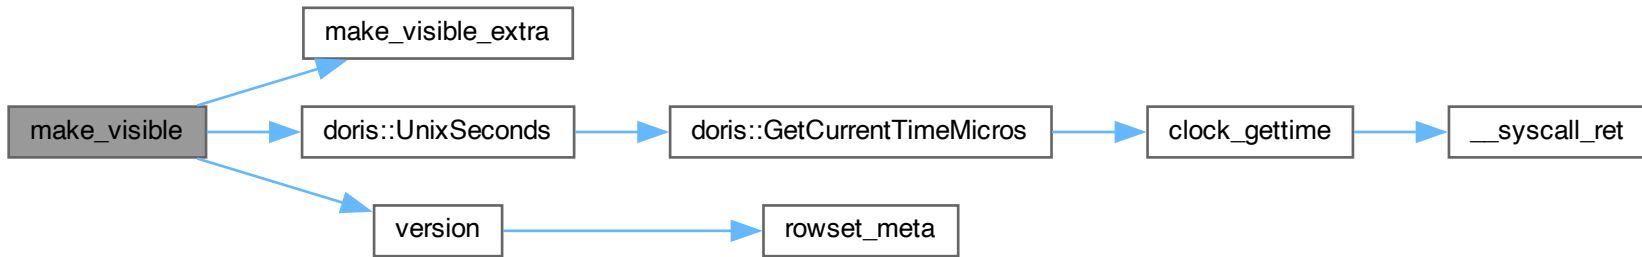 make_visible_extra
make_visible
doris::UnixSeconds
doris::GetCurrentTimeMicros
clock_gettime
__syscall_ret
version
rowset_meta